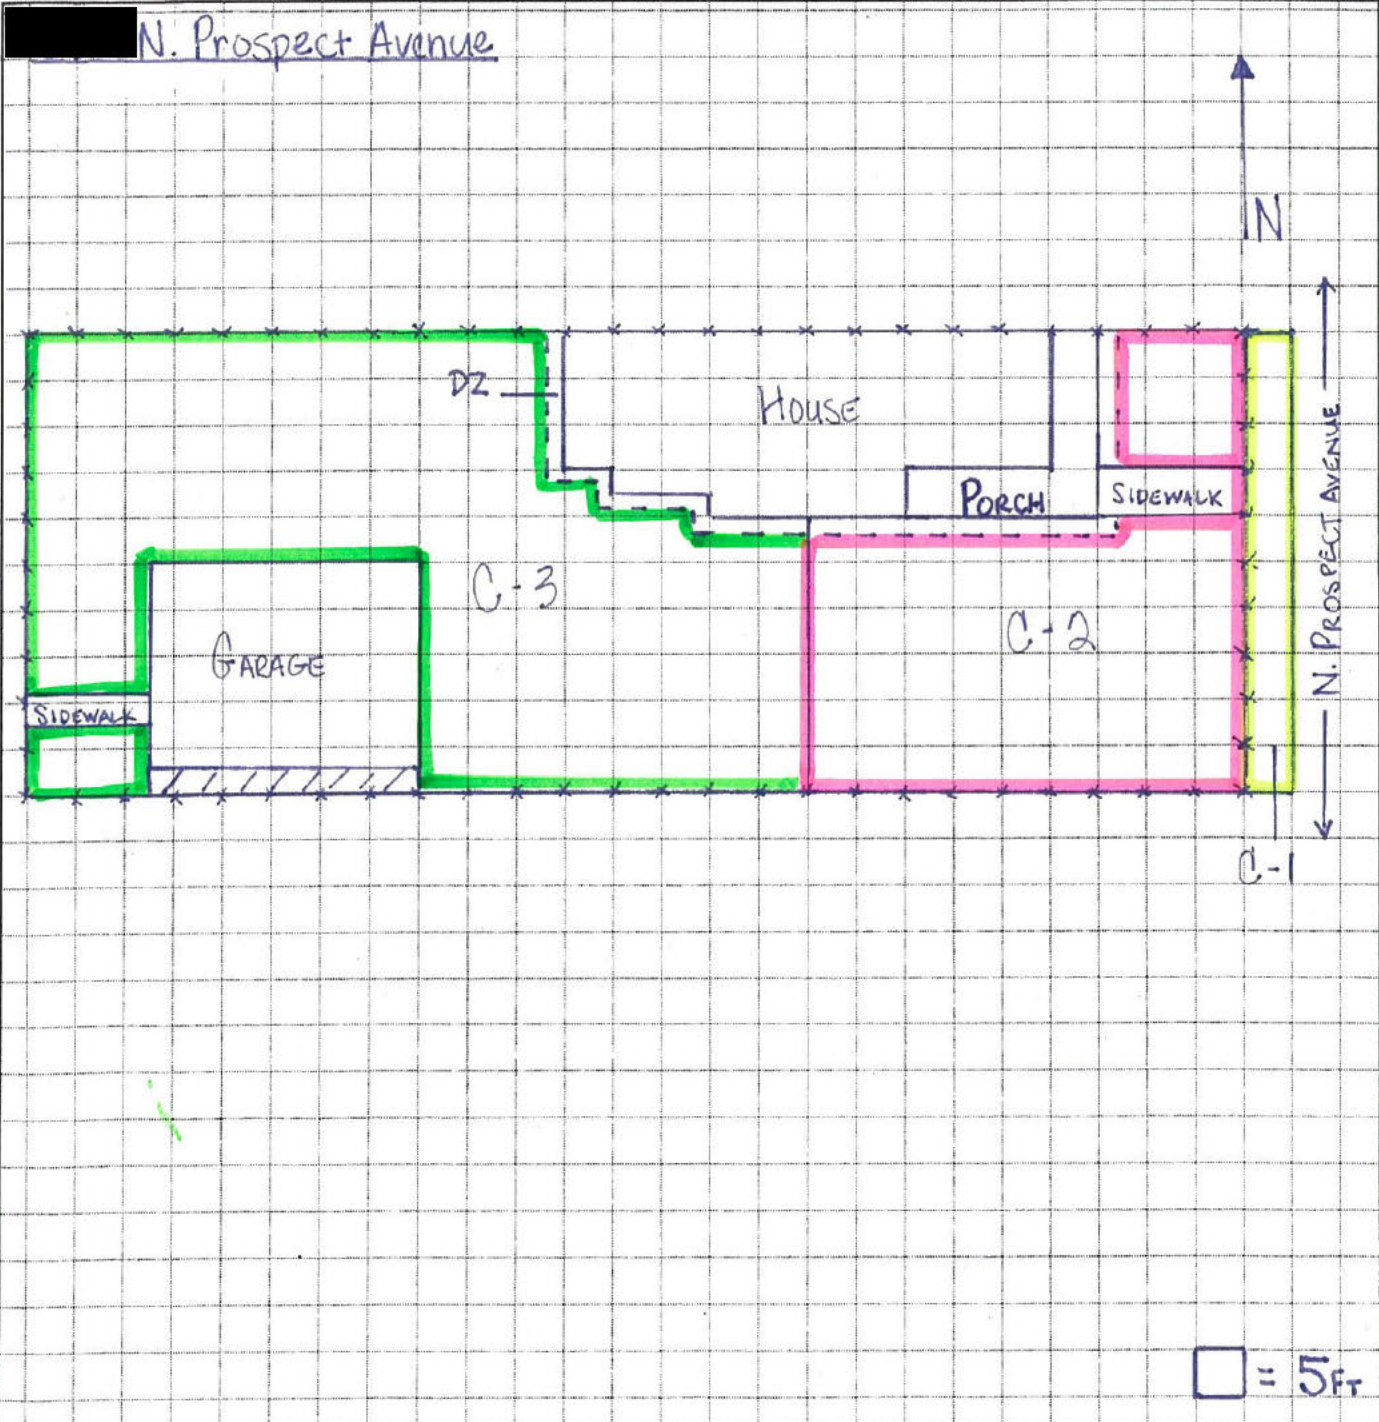 N. Prospect Avenue
N
DZ
HOUSE
PORCH
SIDEWALK
N. PROSPECT AVENUE
C-3
C-2
GARAGE
SIDEWALK
C-1
= 5FT